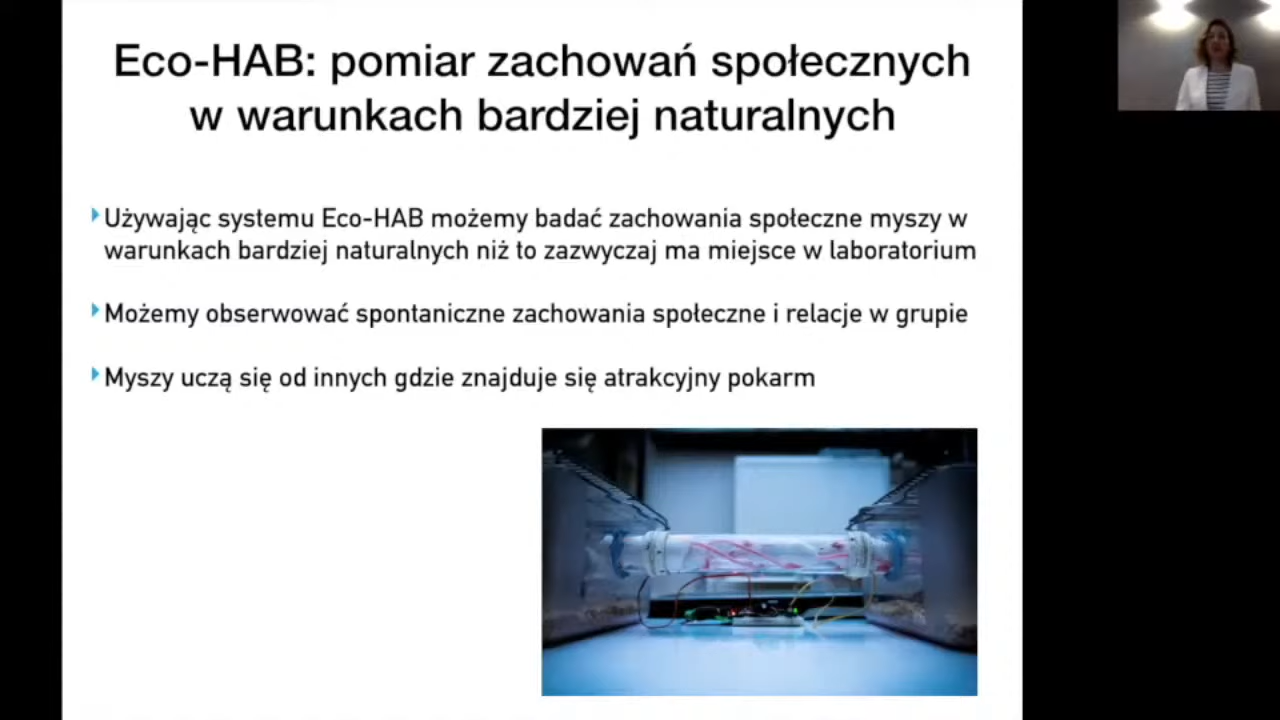 Eco-HAB: pomiar zachowań społecznych
w warunkach bardziej naturalnych
Używając systemu Eco-HAB możemy badać zachowania społeczne myszy w
warunkach bardziej naturalnych niż to zazwyczaj ma miejsce w laboratorium
Możemy obserwować spontaniczne zachowania społeczne i relacje w grupie
Myszy uczą się od innych gdzie znajduje się atrakcyjny pokarm